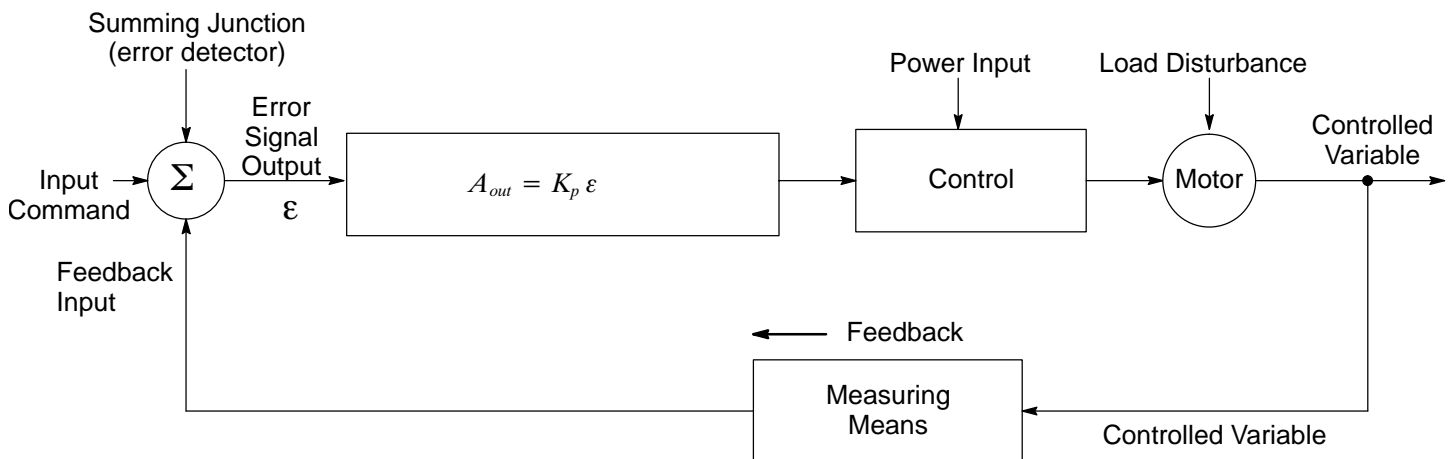 Summing Junction
(error detector)
Error
Signal
Output
ε
Input
Command
Σ
A_out = K_p ε
Power Input
Control
Load Disturbance
Motor
Controlled
Variable
Feedback
Input
Feedback
Measuring
Means
Controlled Variable